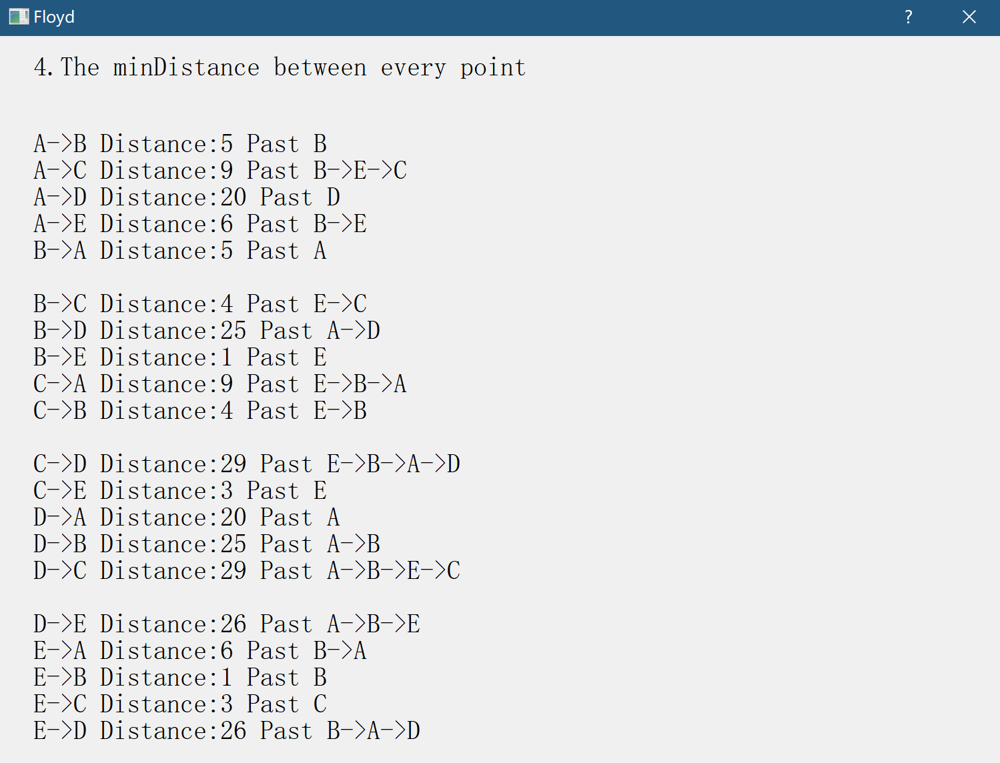 Floyd
4.The minDistance between every point
A->B Distance:5 Past B
A->C Distance:9 Past B->E->C
A->D Distance:20 Past D
A->E Distance:6 Past B->E
B->A Distance:5 Past A
B->C Distance:4 Past E->C
B->D Distance:25 Past A->D
B->E Distance:1 Past E
C->A Distance:9 Past E->B->A
C->B Distance:4 Past E->B
C->D Distance:29 Past E->B->A->D
C->E Distance:3 Past E
D->A Distance:20 Past A
D->B Distance:25 Past A->B
D->C Distance:29 Past A->B->E->C
D->E Distance:26 Past A->B->E
E->A Distance:6 Past B->A
E->B Distance:1 Past B
E->C Distance:3 Past C
E->D Distance:26 Past B->A->D